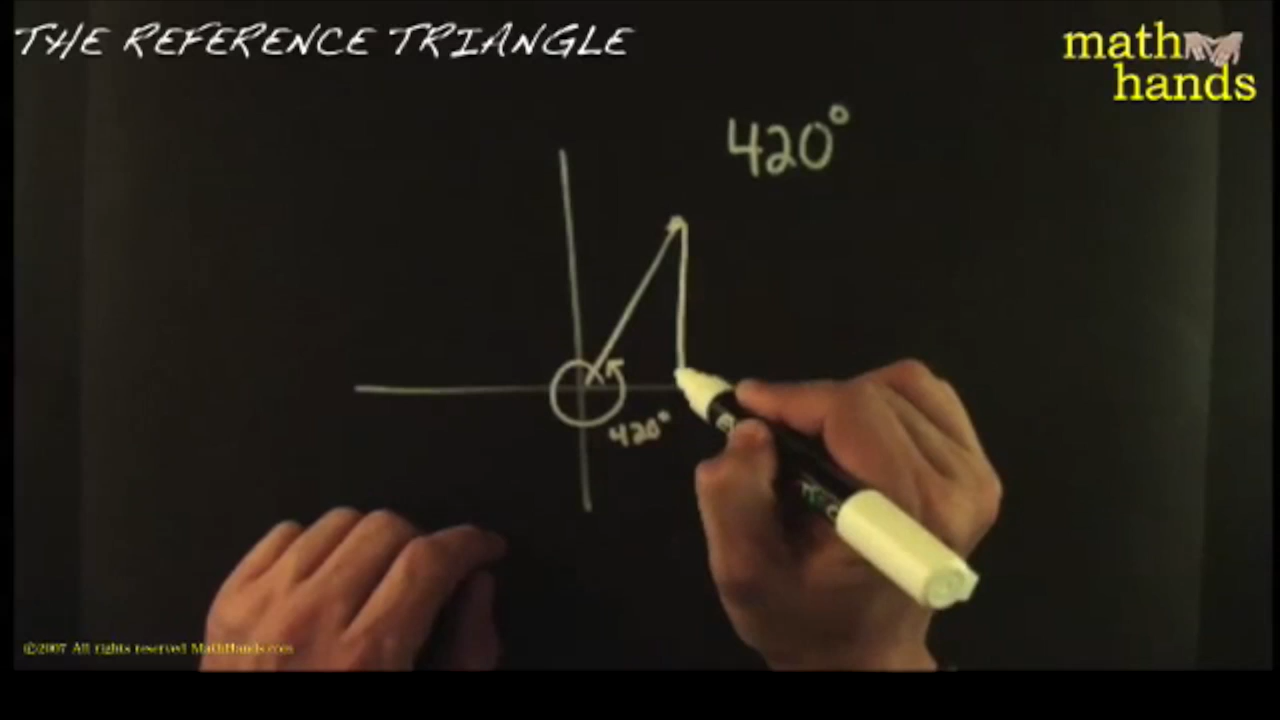 THE REFERENCE TRIANGLE
math
hands
420°
420°
©2007 All rights reserved MathHands.com